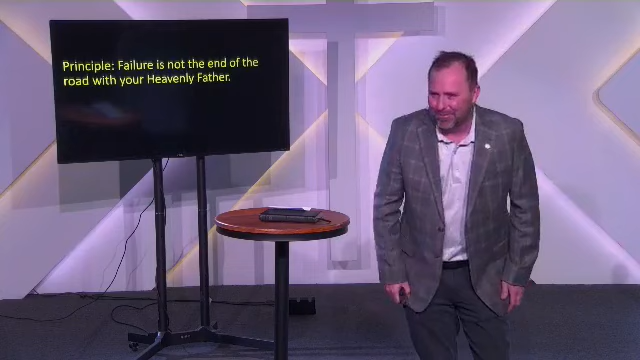 Principle: Failure is not the end of the
road with your Heavenly Father.